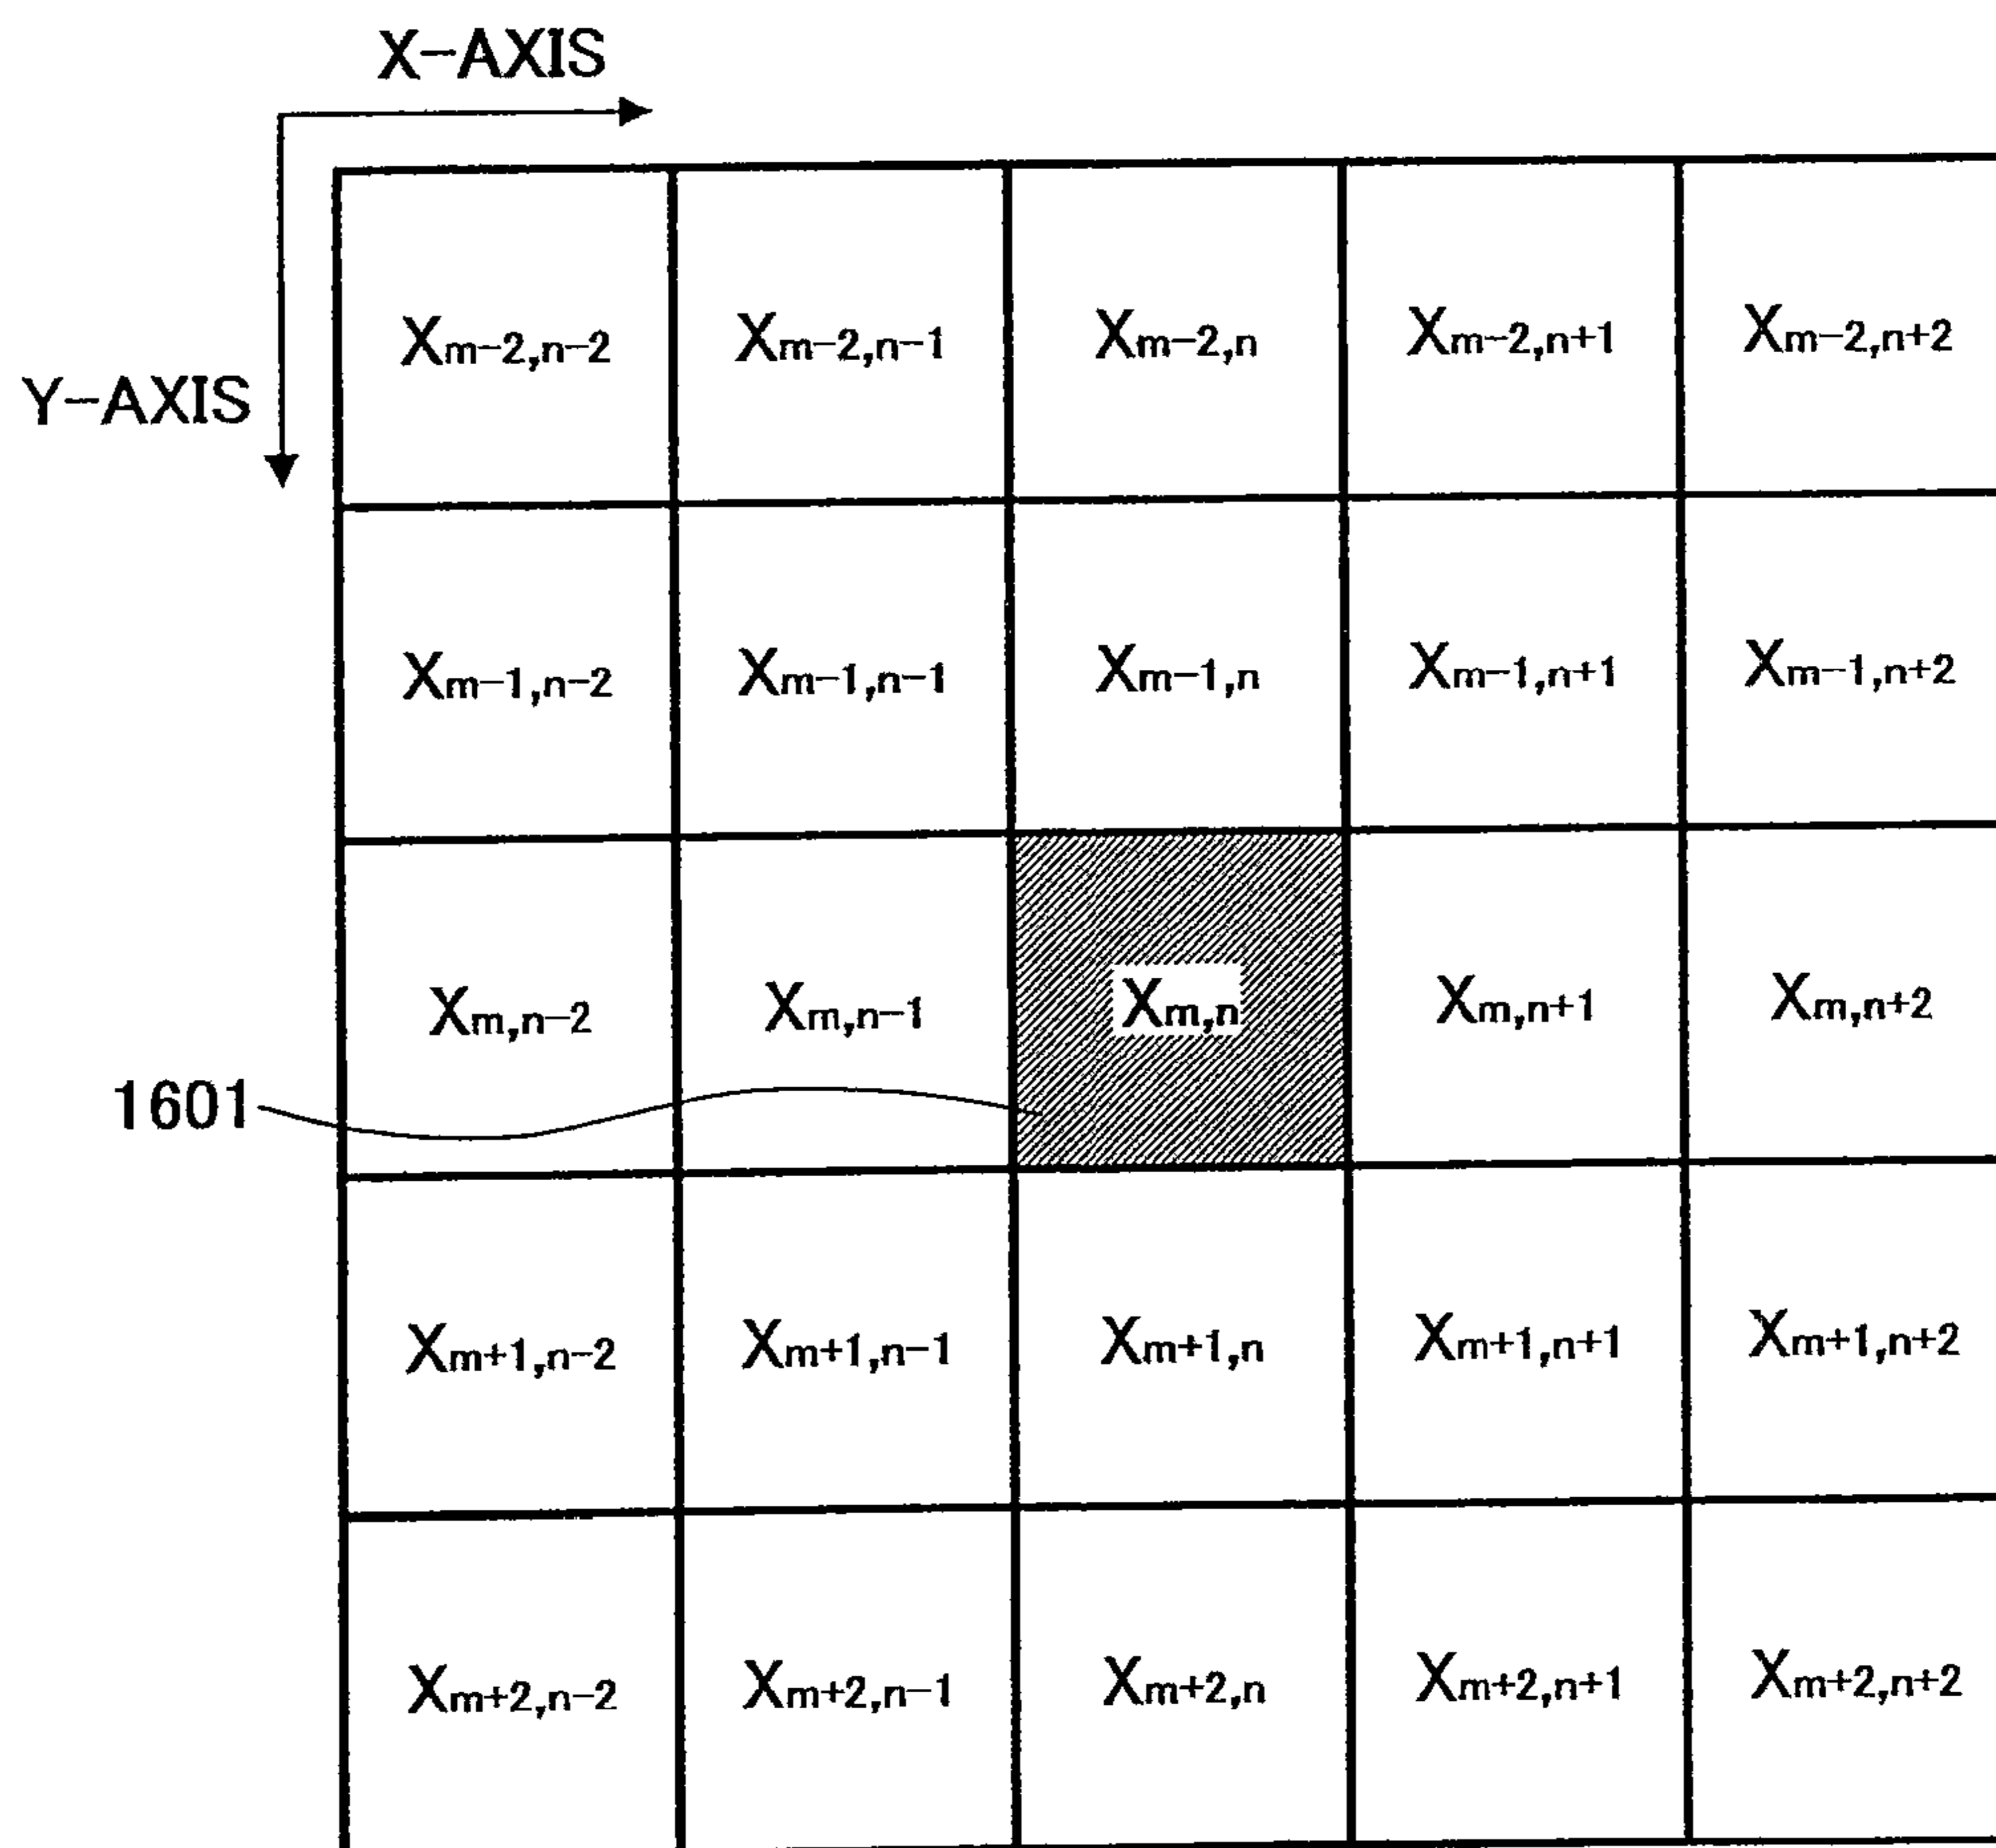 X-AXIS
Y-AXIS
Xm-2,n-2 Xm-2,n-1 Xm-2,n Xm-2,n+1 Xm-2,n+2
Xm-1,n-2 Xm-1,n-1 Xm-1,n Xm-1,n+1 Xm-1,n+2
Xm,n-2 Xm,n-1 Xm,n Xm,n+1 Xm,n+2
1601
Xm+1,n-2 Xm+1,n-1 Xm+1,n Xm+1,n+1 Xm+1,n+2
Xm+2,n-2 Xm+2,n-1 Xm+2,n Xm+2,n+1 Xm+2,n+2